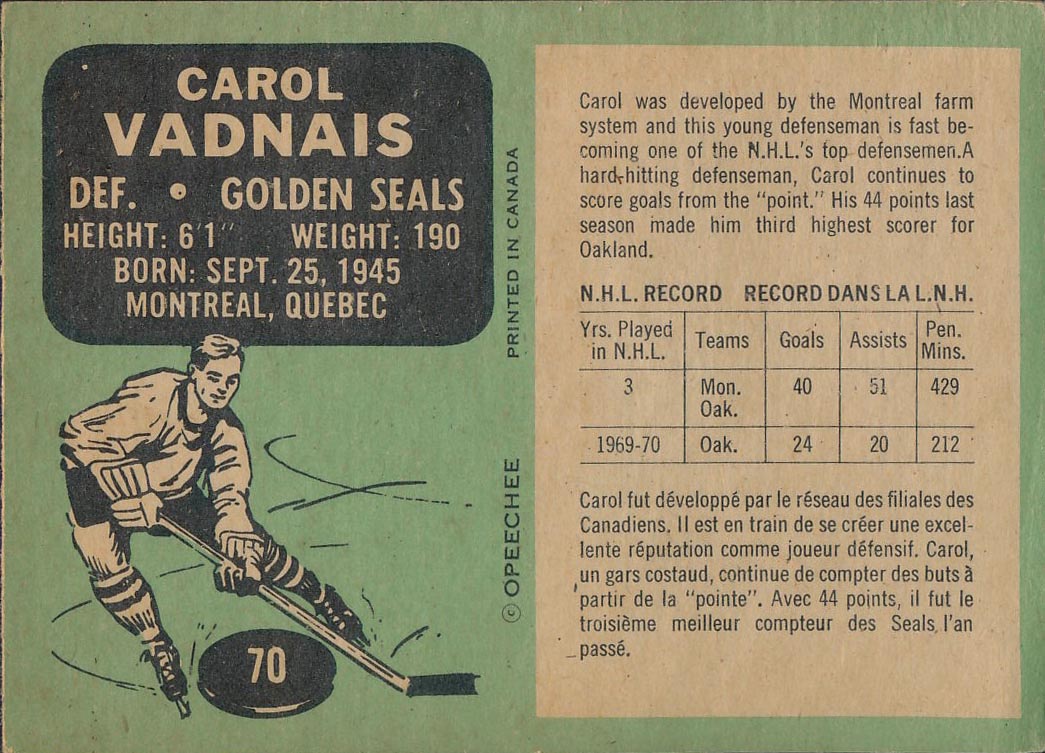 CAROL
VADNAIS
DEF. • GOLDEN SEALS
HEIGHT: 6'1" WEIGHT: 190
BORN: SEPT. 25, 1945
MONTREAL, QUEBEC
70
© OPEECHEE PRINTED IN CANADA
Carol was developed by the Montreal farm
system and this young defenseman is fast be-
coming one of the N.H.L.'s top defensemen.A
hard-hitting defenseman, Carol continues to
score goals from the "point." His 44 points last
season made him third highest scorer for
Oakland.
N.H.L. RECORD RECORD DANS LA L.N.H.
Yrs. Played in N.H.L. Teams Goals Assists Pen. Mins.
3 Mon. Oak. 40 51 429
1969-70 Oak. 24 20 212
Carol fut développé par le réseau des filiales des
Canadiens. Il est en train de se créer une excel-
lente réputation comme joueur défensif. Carol,
un gars costaud, continue de compter des buts à
partir de la "pointe". Avec 44 points, il fut le
troisième meilleur compteur des Seals l'an
passé.